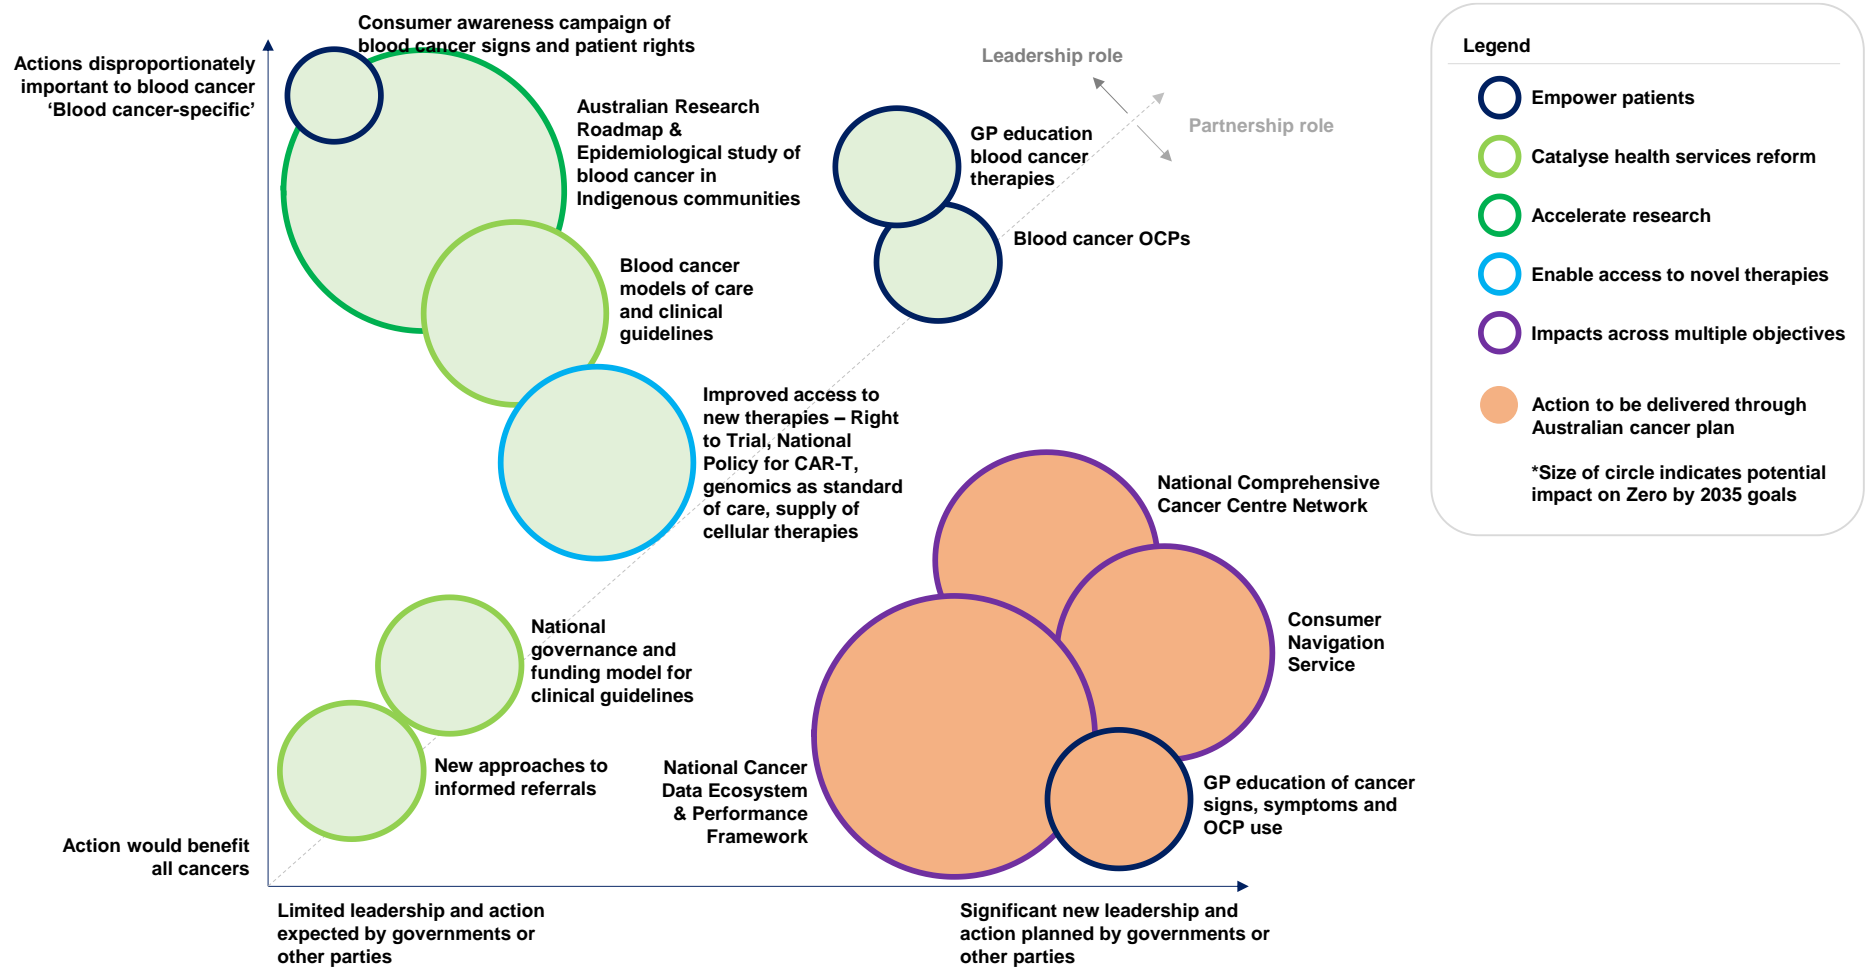 Consumer awareness campaign of
blood cancer signs and patient rights
Actions disproportionately
important to blood cancer
‘Blood cancer-specific’
Australian Research
Roadmap &
Epidemiological study of
blood cancer in
Indigenous communities
Leadership role
Partnership role
GP education
blood cancer
therapies
Blood cancer OCPs
Blood cancer
models of care
and clinical
guidelines
Improved access to
new therapies – Right
to Trial, National
Policy for CAR-T,
genomics as standard
of care, supply of
cellular therapies
National Comprehensive
Cancer Centre Network
Consumer
Navigation
Service
National
governance and
funding model for
clinical guidelines
New approaches to
informed referrals
National Cancer
Data Ecosystem
& Performance
Framework
GP education of cancer
signs, symptoms and
OCP use
Action would benefit
all cancers
Limited leadership and action
expected by governments or
other parties
Significant new leadership and
action planned by governments or
other parties
Legend
Empower patients
Catalyse health services reform
Accelerate research
Enable access to novel therapies
Impacts across multiple objectives
Action to be delivered through
Australian cancer plan
*Size of circle indicates potential
impact on Zero by 2035 goals